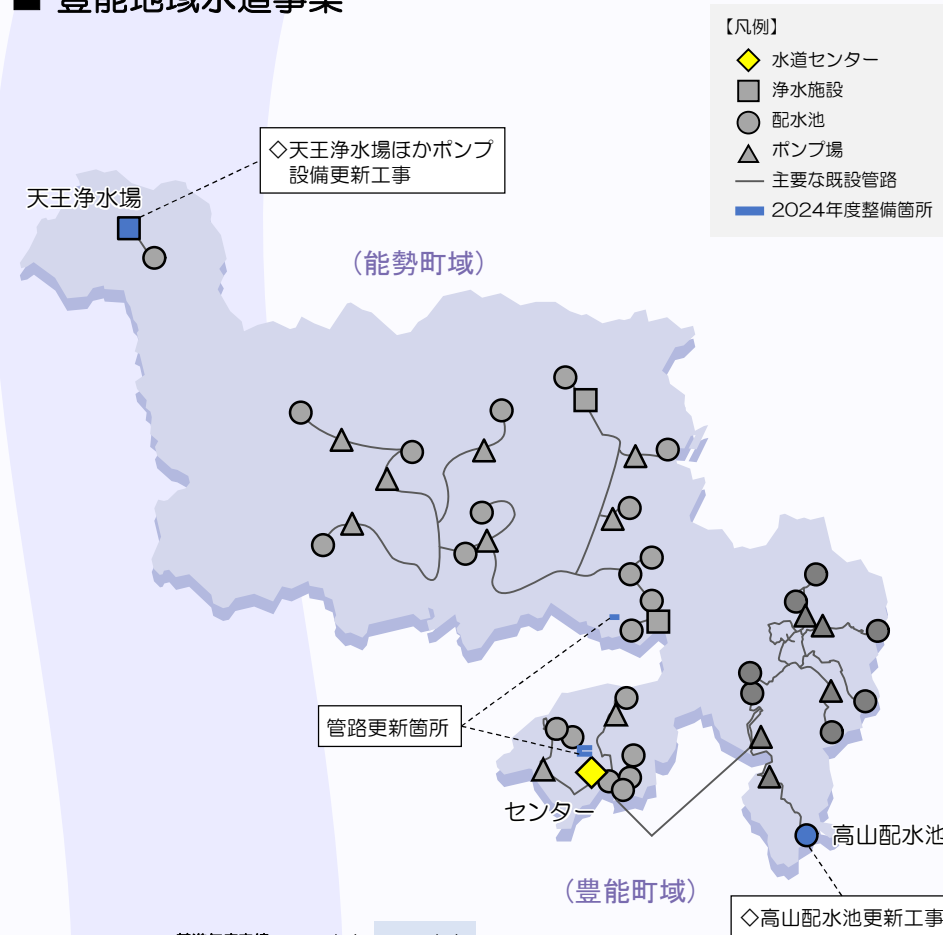 ■ 豊能地域水道事業
【凡例】
水道センター
浄水施設
配水池
ポンプ場
主要な既設管路
2024年度整備箇所
◇天王浄水場ほかポンプ
設備更新工事
天王浄水場
（能勢町域）
管路更新箇所
センター
高山配水池
（豊能町域）
◇高山配水池更新工事